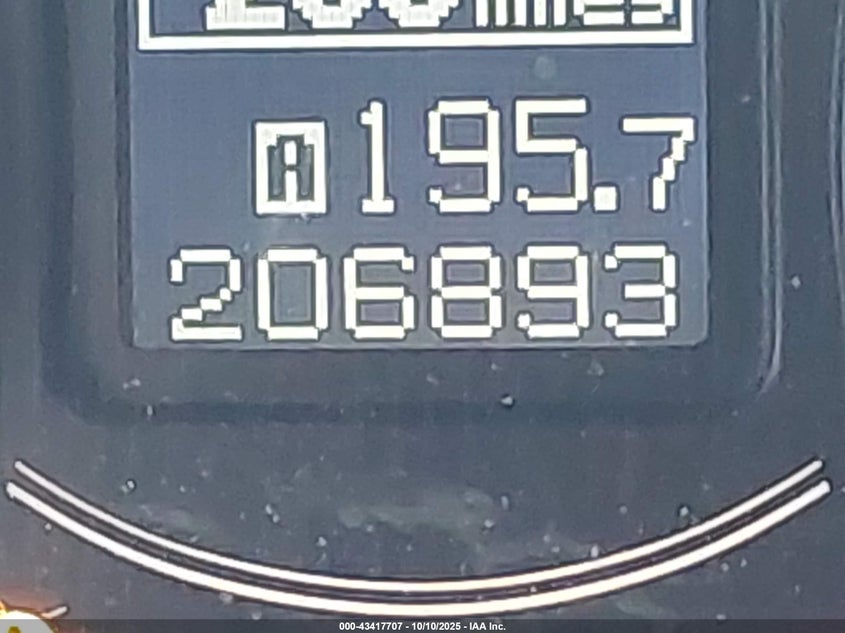 miles
A 195.7
206893
000-43417707 - 10/10/2025 - IAA Inc.